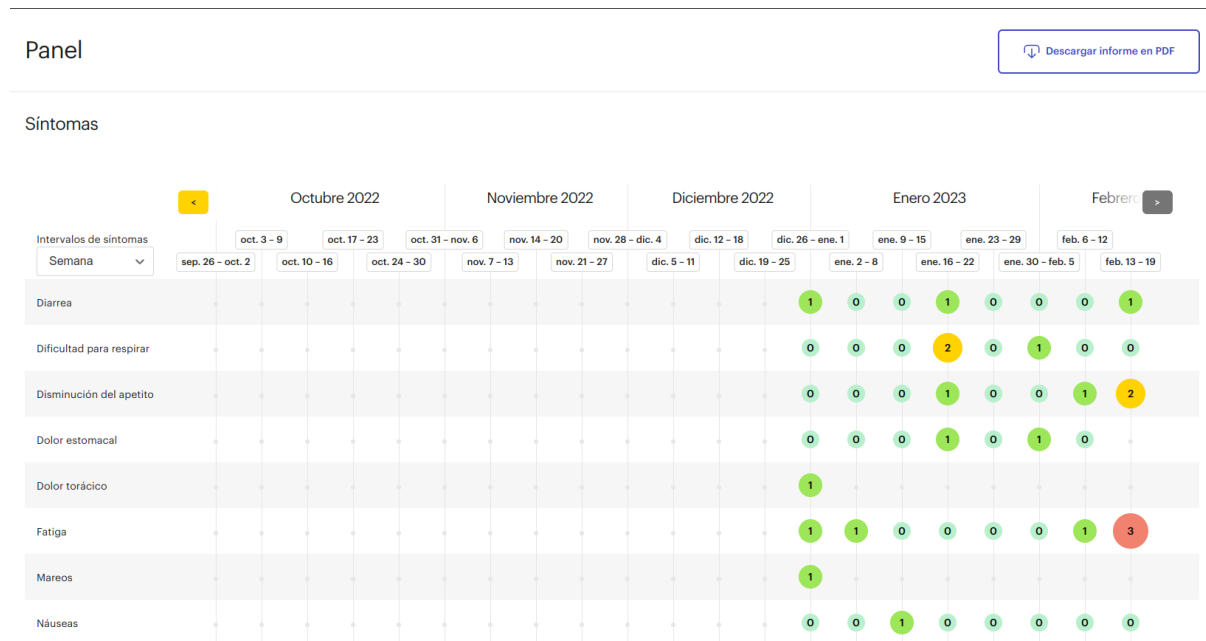 Panel
Descargar informe en PDF
Síntomas
<
Octubre 2022
Noviembre 2022
Diciembre 2022
Enero 2023
Febrero
>
Intervalos de síntomas
Semana
oct. 3 – 9
oct. 17 – 23
oct. 31 – nov. 6
nov. 14 – 20
nov. 28 – dic. 4
dic. 12 – 18
dic. 26 – ene. 1
ene. 9 – 15
ene. 23 – 29
feb. 6 – 12
sep. 26 – oct. 2
oct. 10 – 16
oct. 24 – 30
nov. 7 – 13
nov. 21 – 27
dic. 5 – 11
dic. 19 – 25
ene. 2 – 8
ene. 16 – 22
ene. 30 – feb. 5
feb. 13 – 19
Diarrea 1 0 0 1 0 0 0 1
Dificultad para respirar 0 0 0 2 0 1 0 0
Disminución del apetito 0 0 0 1 0 0 1 2
Dolor estomacal 0 0 0 1 0 1 0
Dolor torácico 1
Fatiga 1 1 0 0 0 0 1 3
Mareos 1
Náuseas 0 0 1 0 0 0 0 0